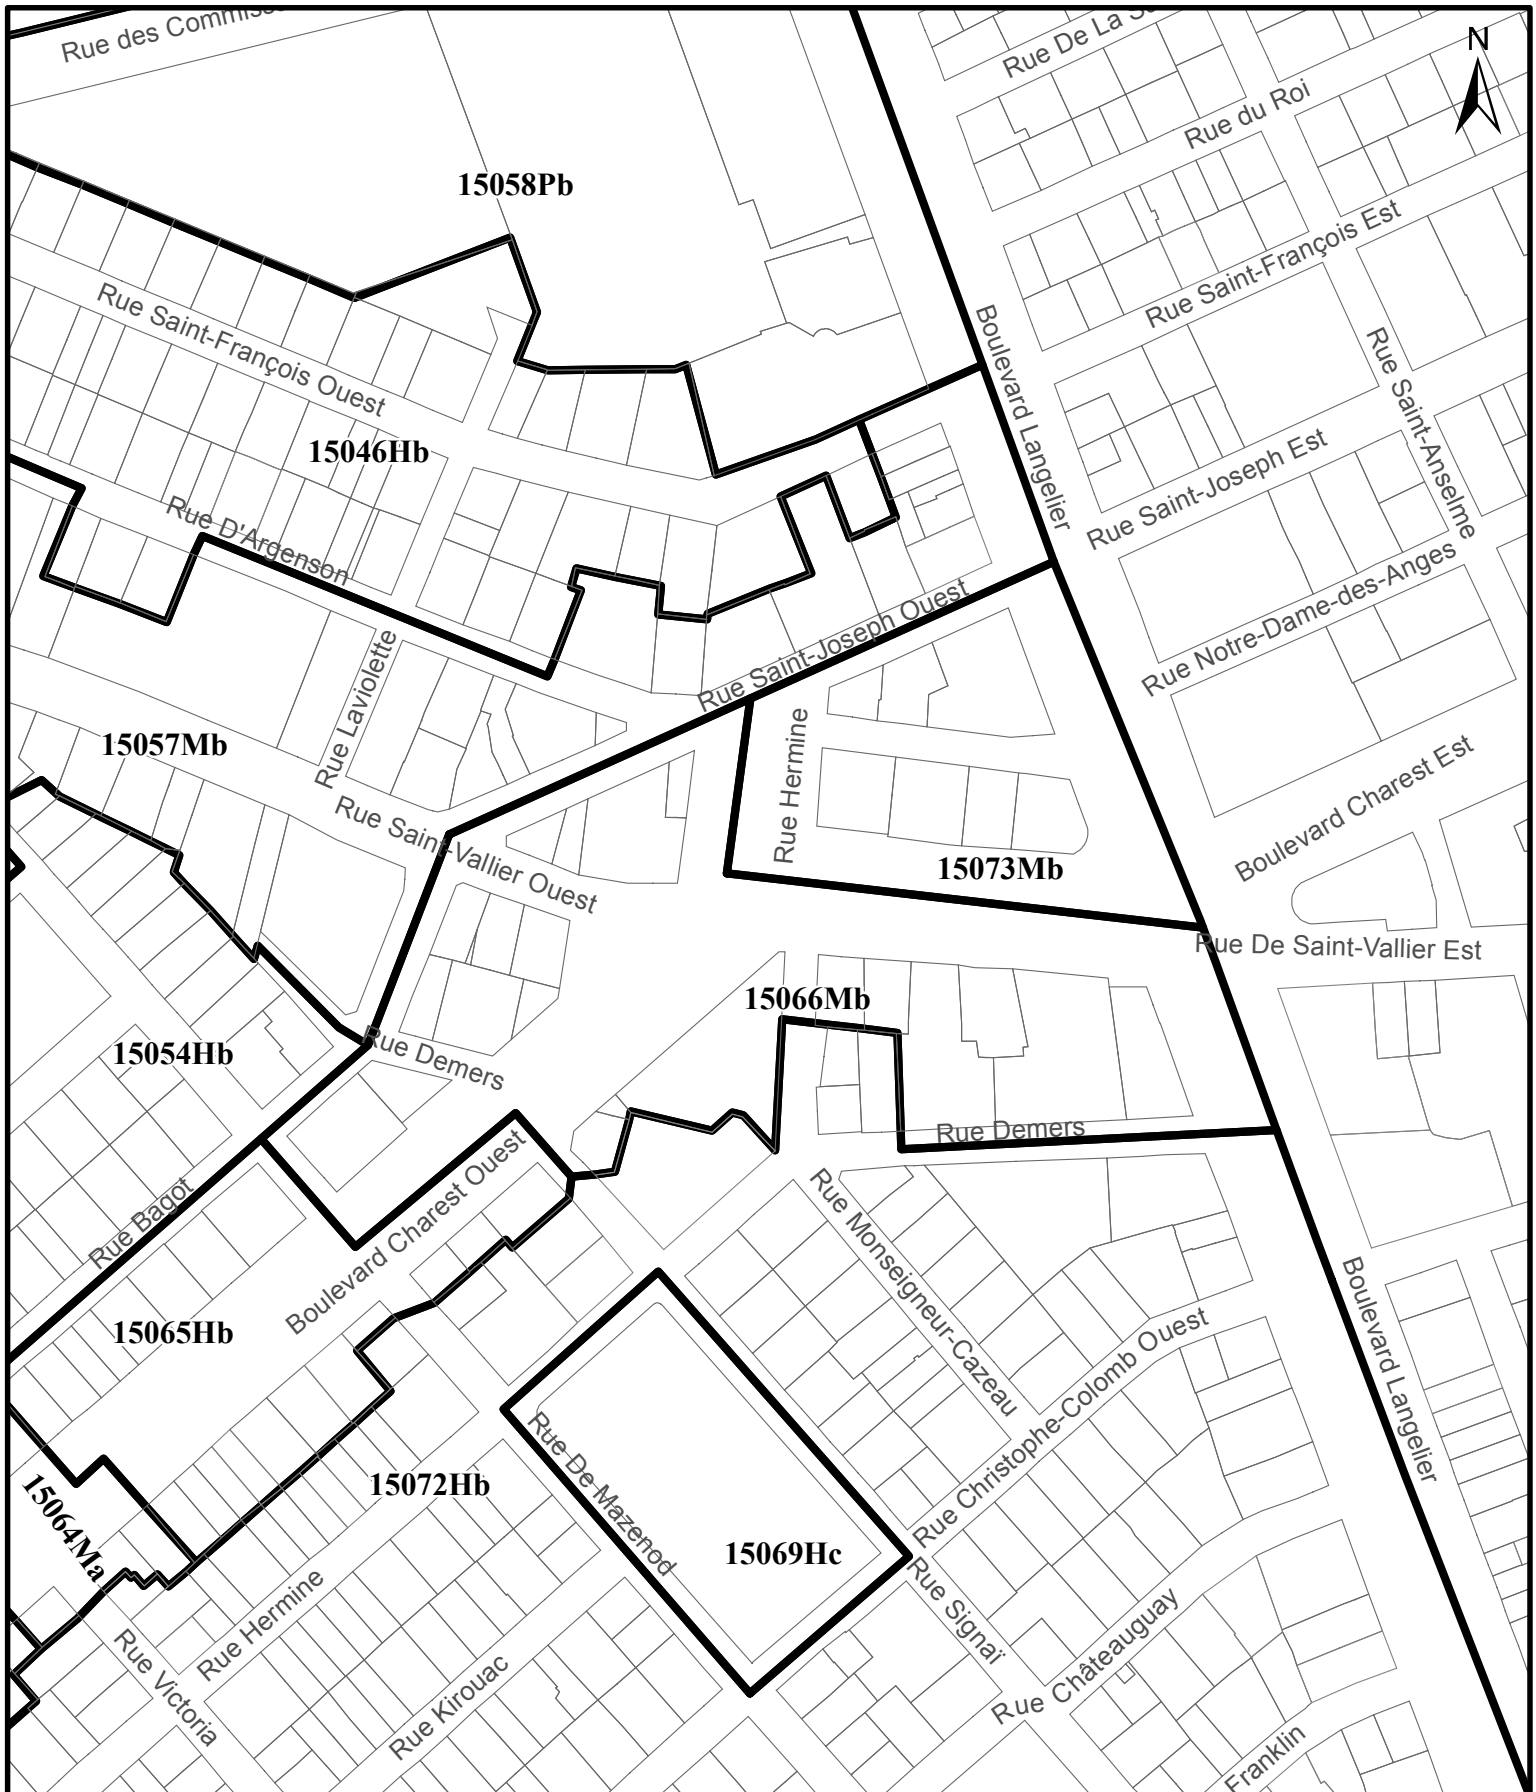 Rue des
Rue De La
N
Rue du Roi
15058Pb
Rue Saint-François Est
Rue Saint-François Ouest
Boulevard Langelier
Rue Saint-Anselme
15046Hb
Rue Saint-Joseph Est
Rue D'Argenson
Rue Notre-Dame-des-Anges
Rue Saint-Joseph Ouest
Rue Laviolette
15057Mb
Rue Hermine
Boulevard Charest Est
Rue Saint-Vallier Ouest
15073Mb
Rue De Saint-Vallier Est
15066Mb
15054Hb
Rue Demers
Rue Demers
Rue Bagot
Boulevard Charest Ouest
Rue Monseigneur-Cazeau
15065Hb
Boulevard Langelier
Rue Christophe-Colomb Ouest
15072Hb
15064Ma
Rue De Mazenod
15069Hc
Rue Signaï
Rue Hermine
Rue Châteauguay
Rue Victoria
Rue Kirouac
Franklin